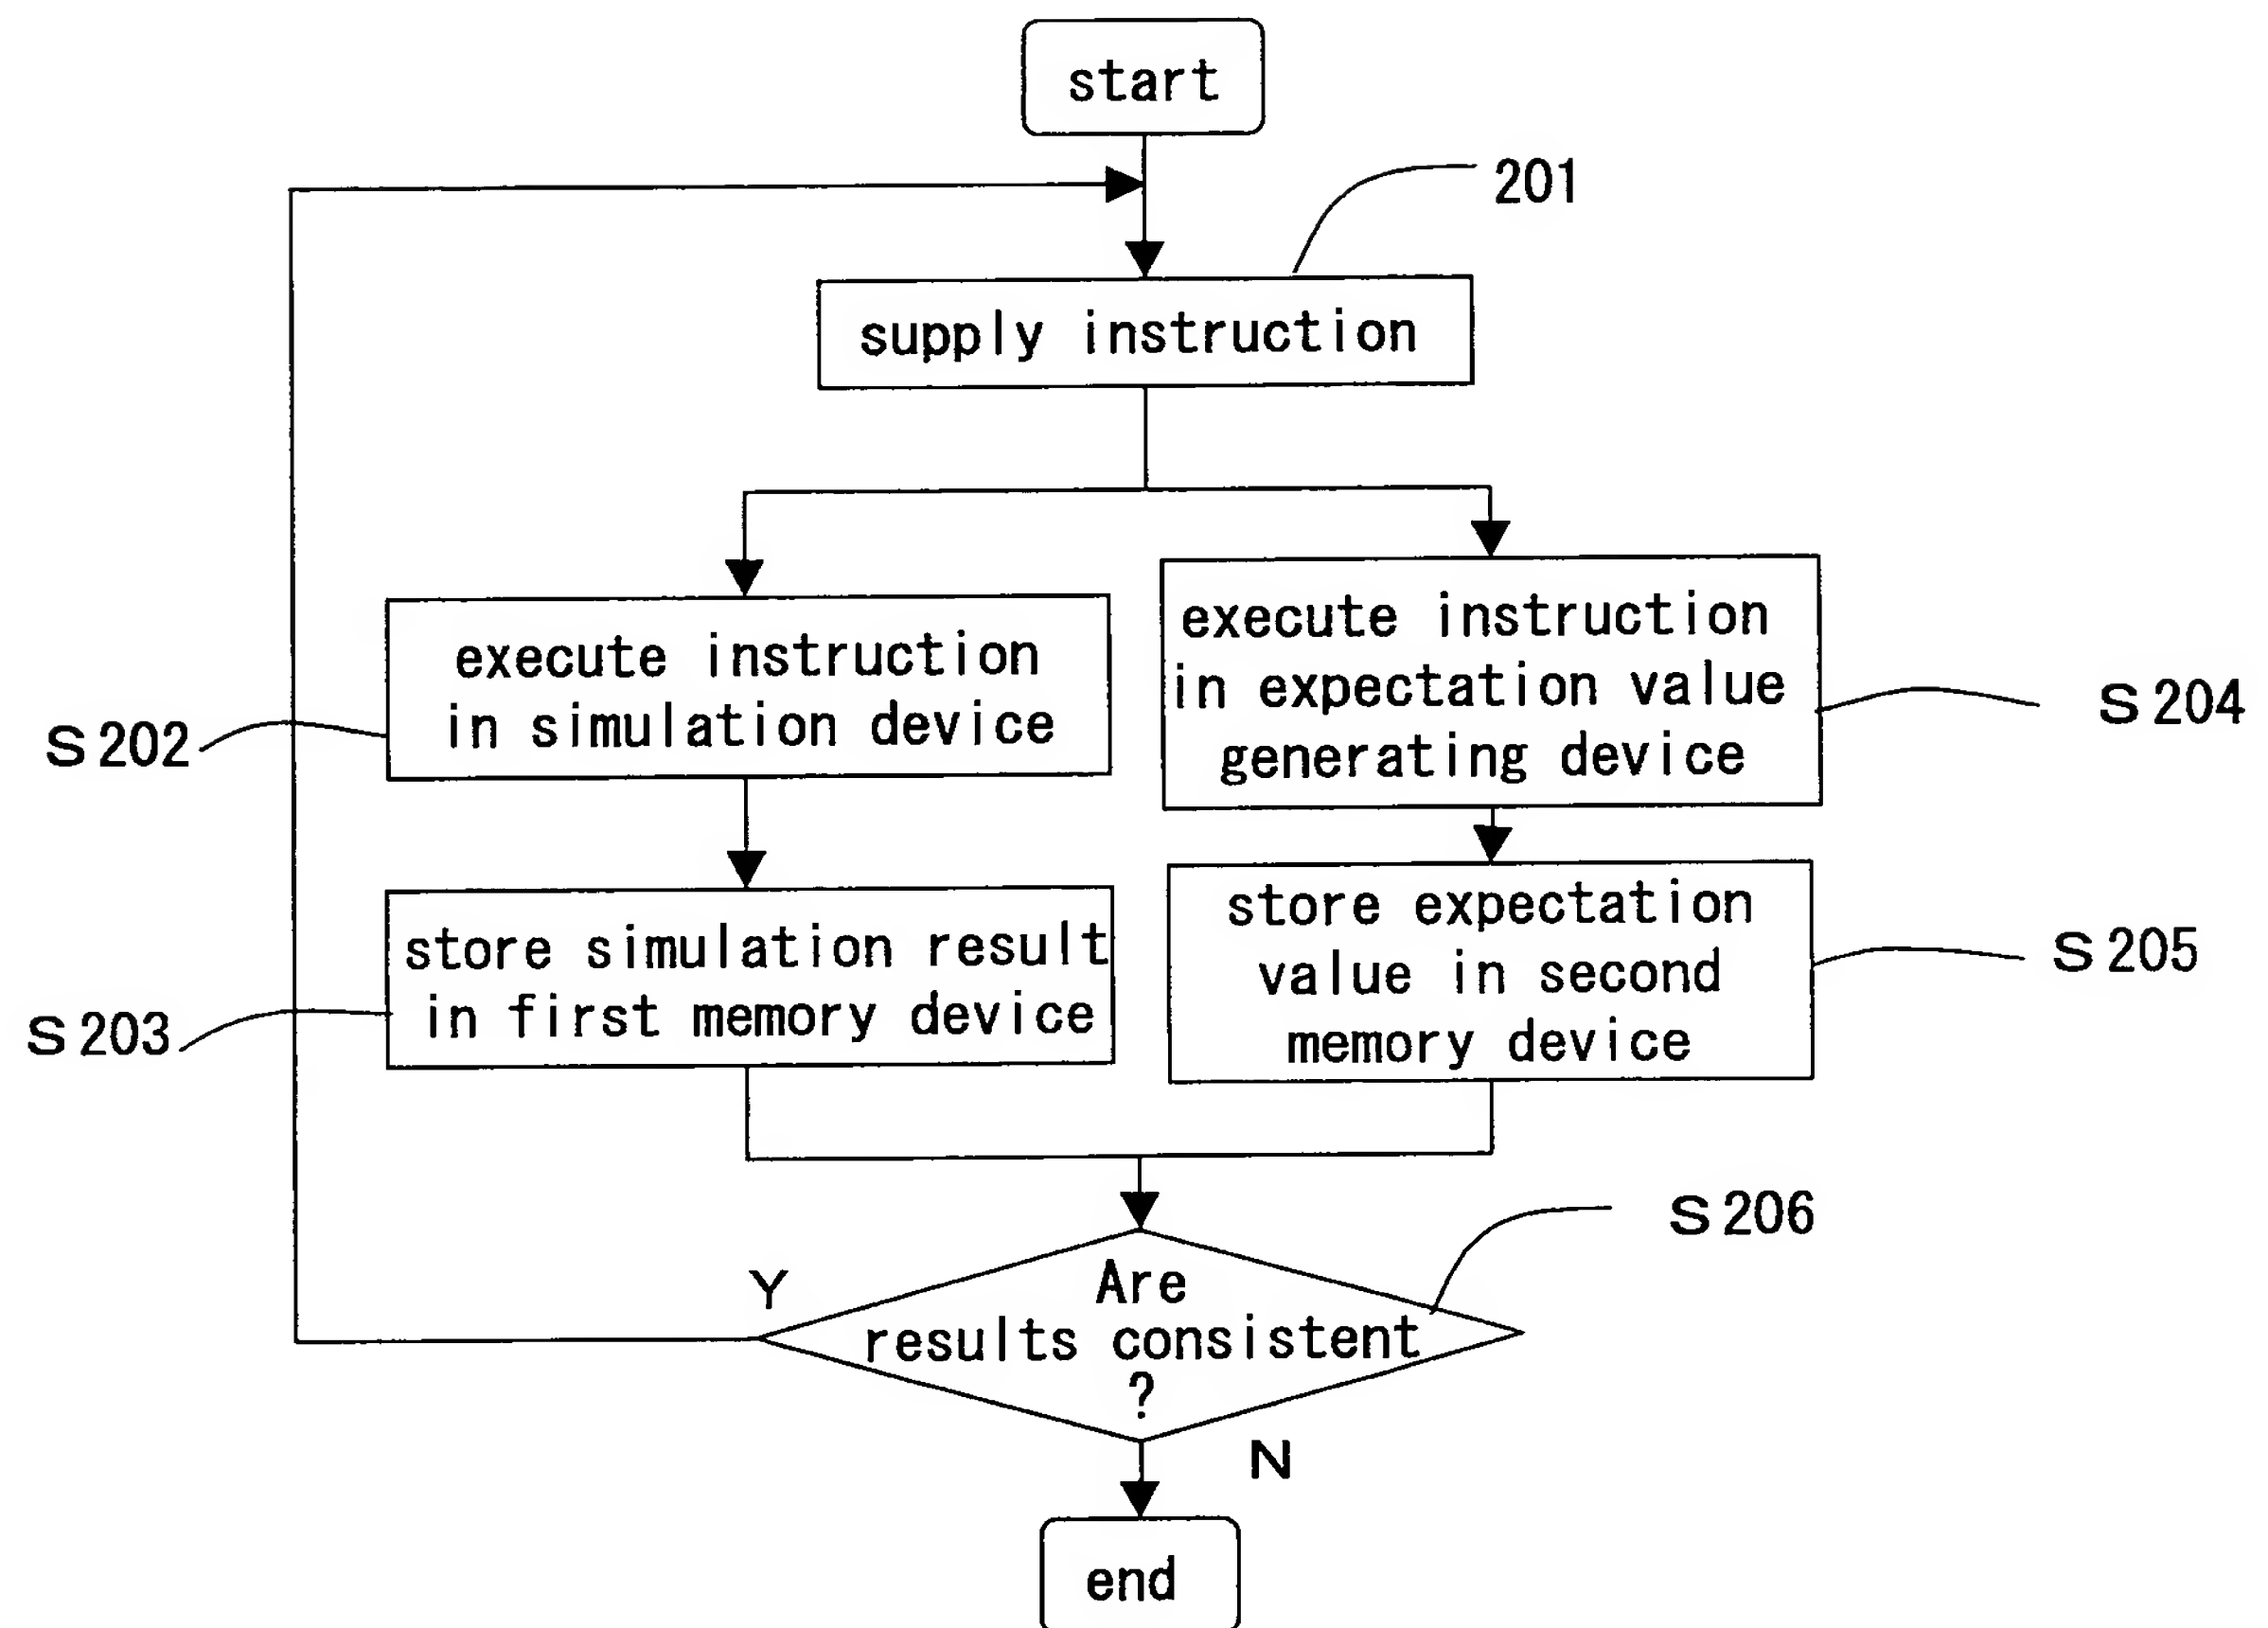 start
201
supply instruction
execute instruction
in simulation device
S202
execute instruction
in expectation value
generating device
S204
store simulation result
in first memory device
S203
store expectation
value in second
memory device
S205
S206
Are
results consistent
?
Y
N
end